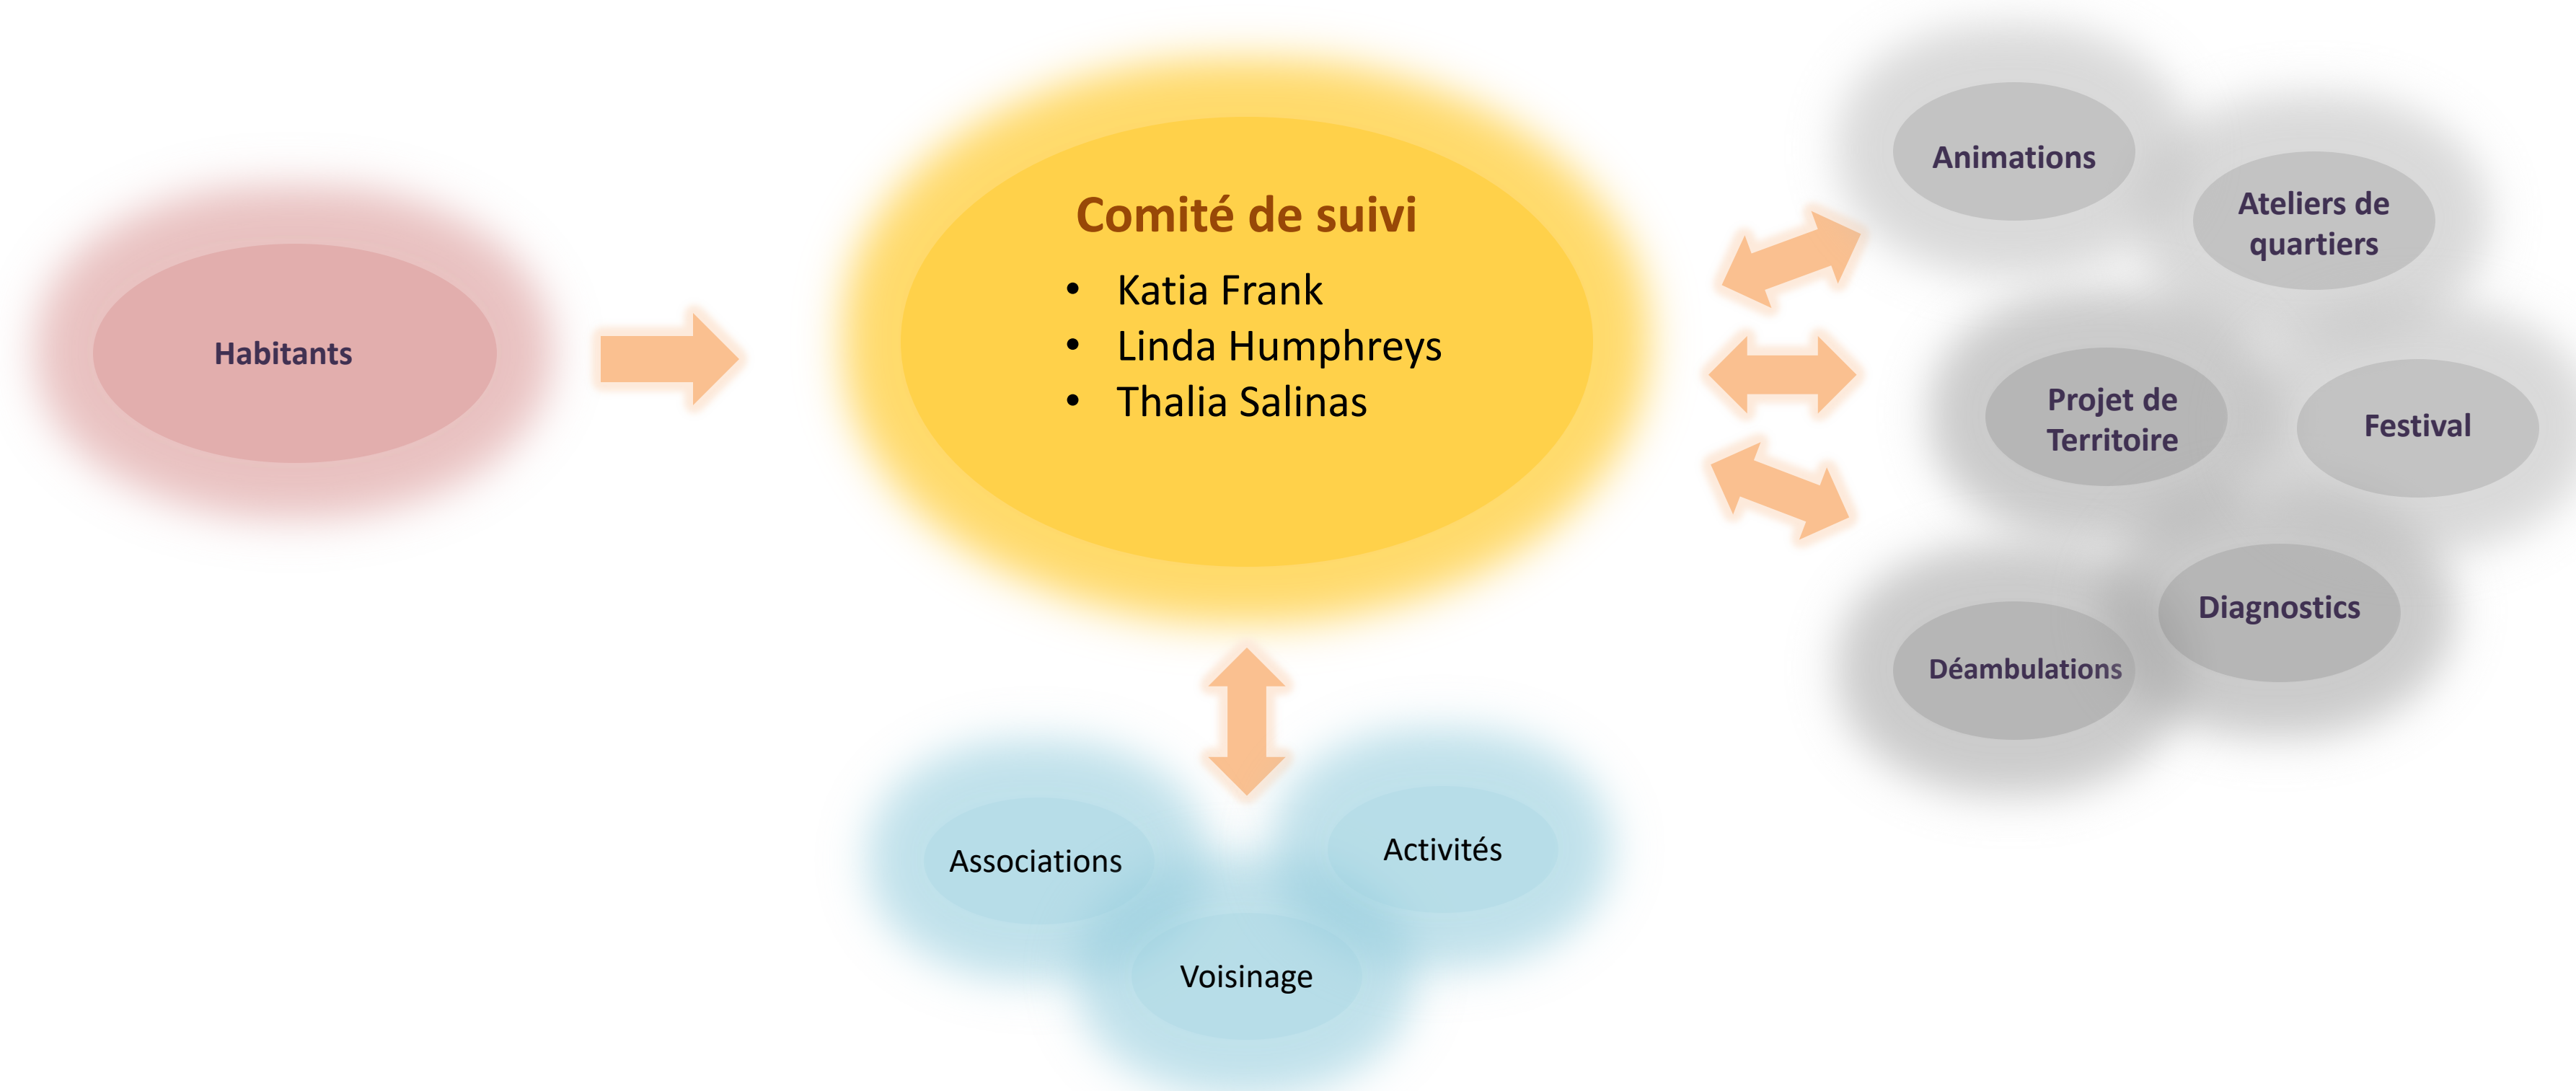 Habitants
Comité de suivi
• Katia Frank
• Linda Humphreys
• Thalia Salinas
Associations
Activités
Voisinage
Animations
Ateliers de
quartiers
Projet de
Territoire
Festival
Diagnostics
Déambulations